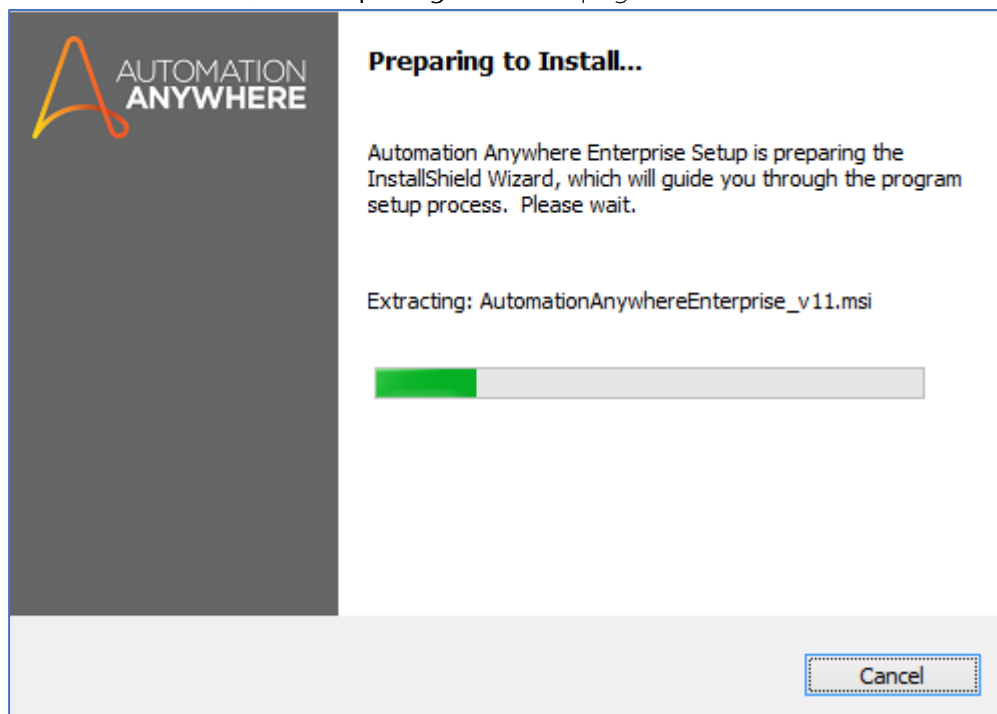 AUTOMATION
ANYWHERE
Preparing to Install...
Automation Anywhere Enterprise Setup is preparing the
InstallShield Wizard, which will guide you through the program
setup process.  Please wait.
Extracting: AutomationAnywhereEnterprise_v11.msi
Cancel